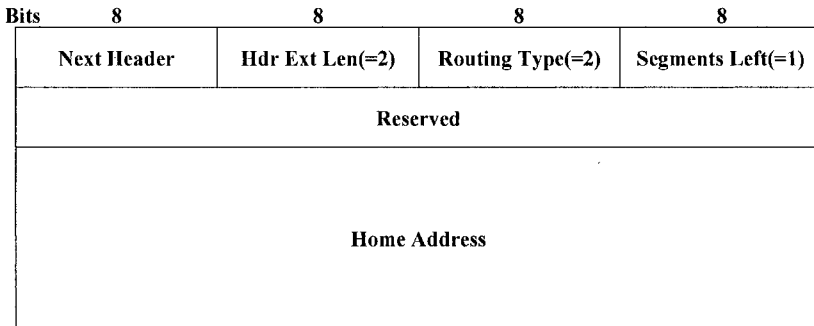 Bits 8 8 8 8
Next Header Hdr Ext Len(=2) Routing Type(=2) Segments Left(=1)
Reserved
Home Address